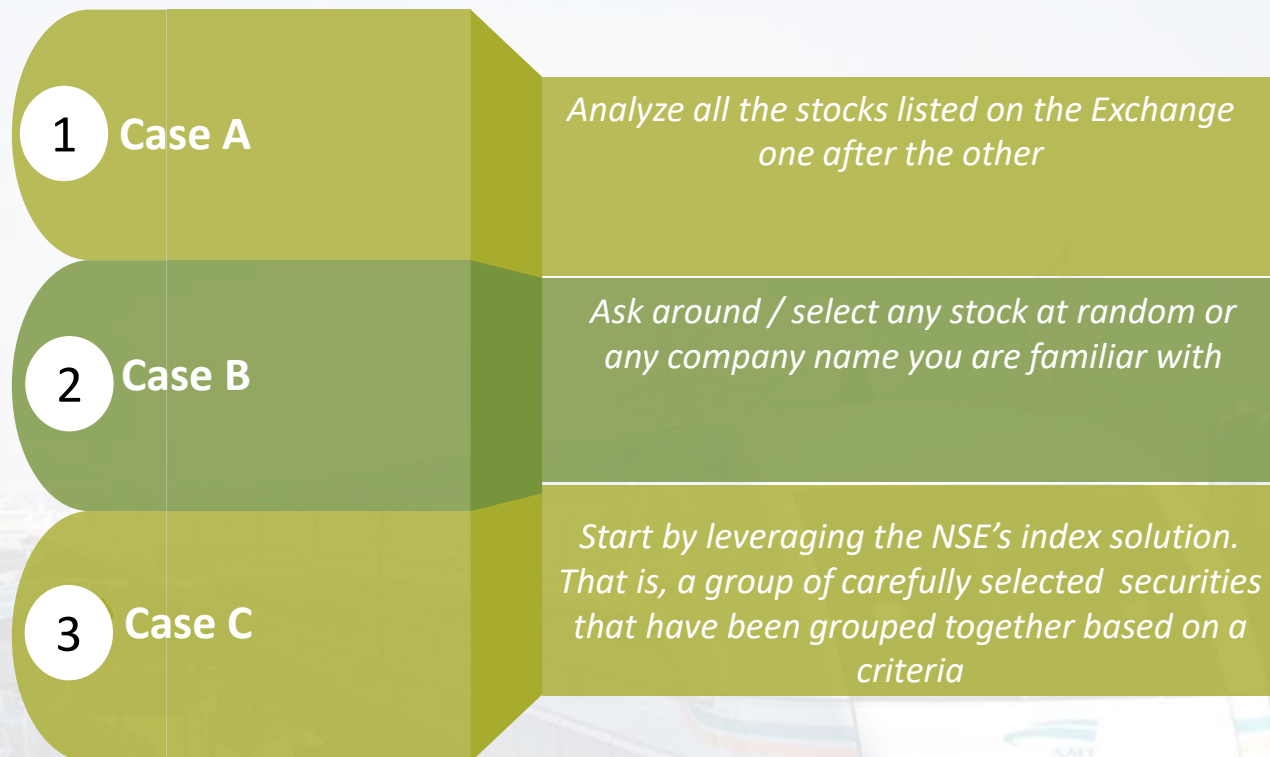 1 Case A
Analyze all the stocks listed on the Exchange
one after the other
2 Case B
Ask around / select any stock at random or
any company name you are familiar with
3 Case C
Start by leveraging the NSE’s index solution.
That is, a group of carefully selected securities
that have been grouped together based on a
criteria
SMT